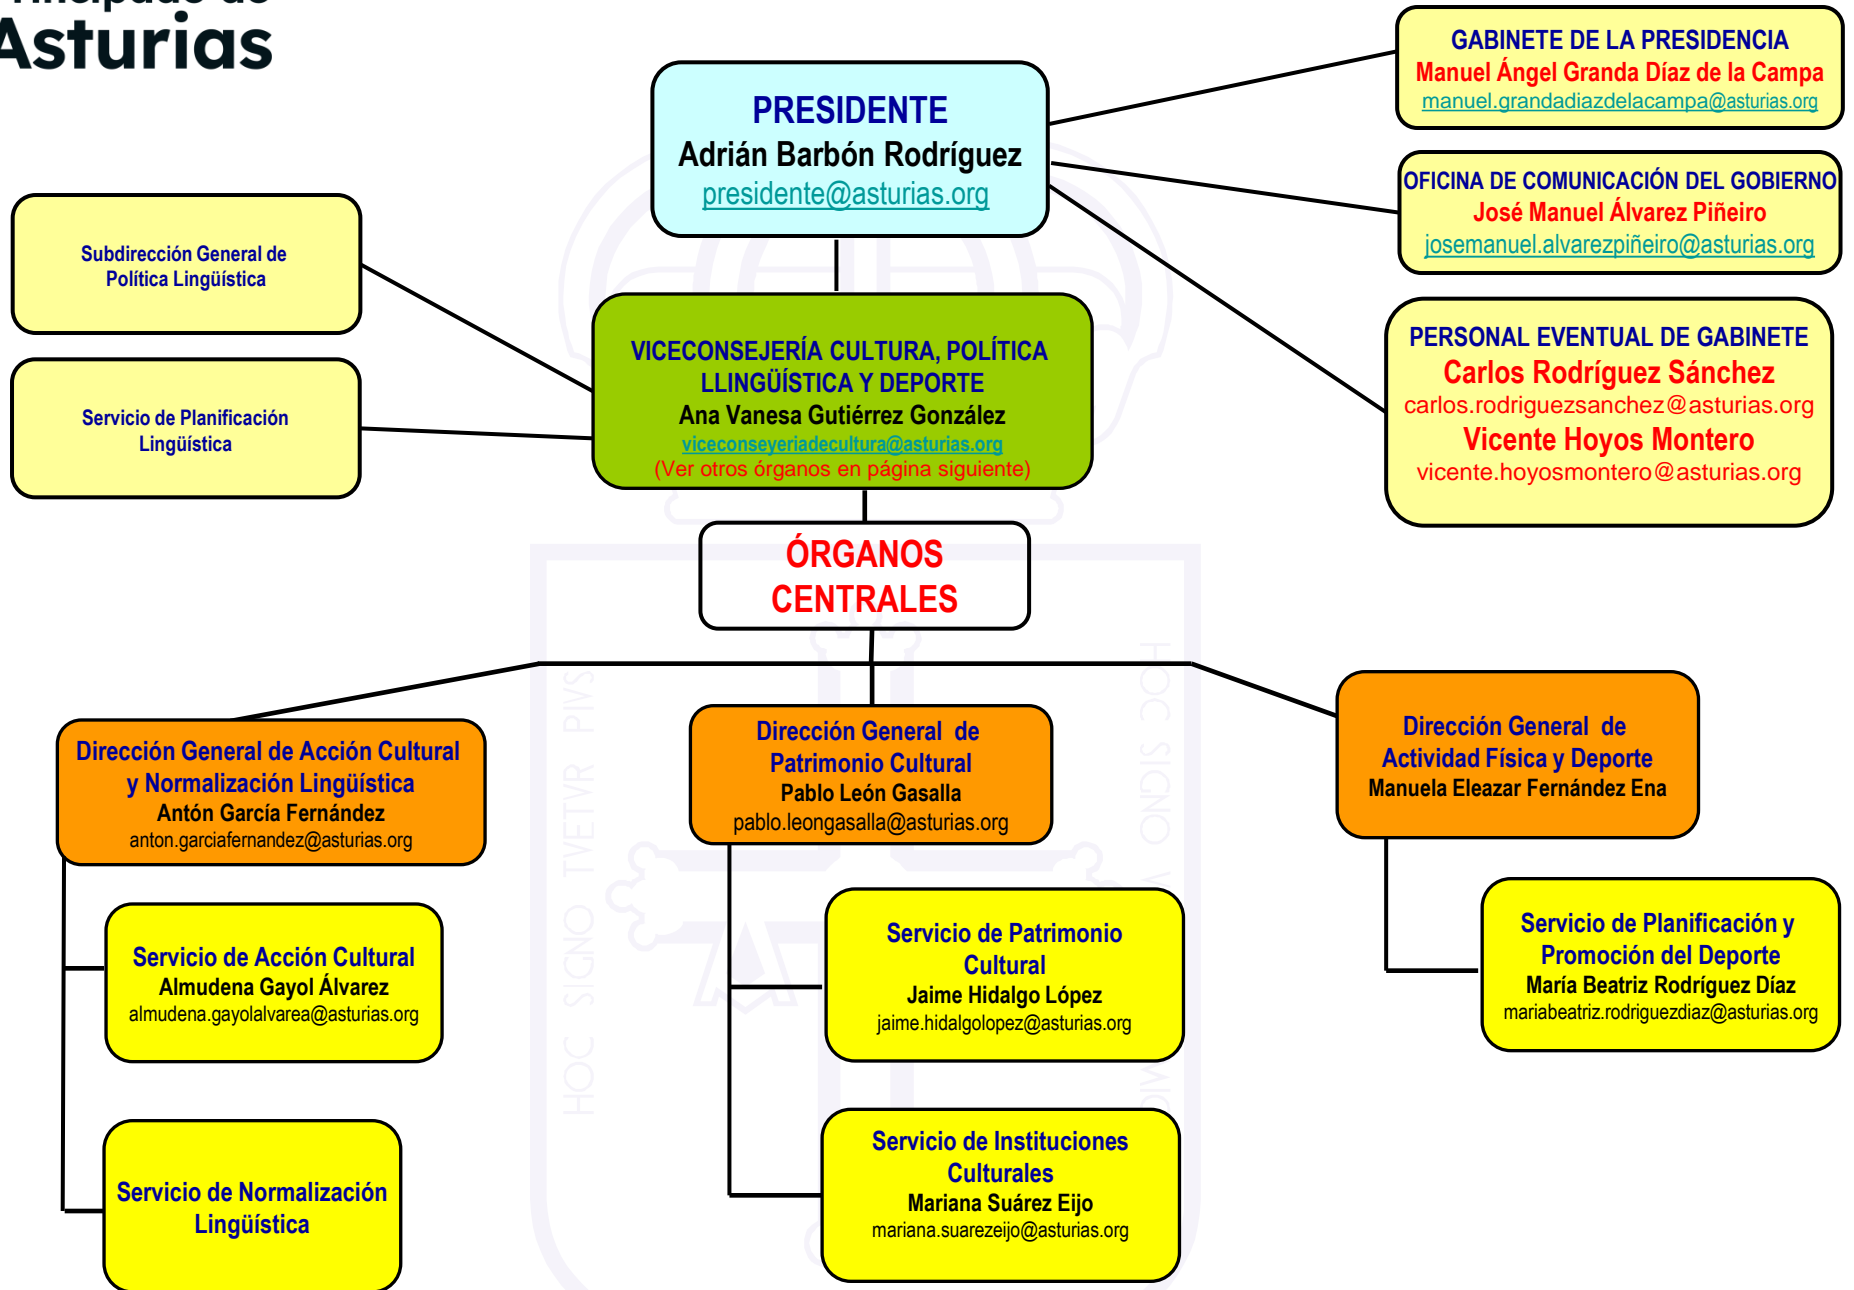 Principado de
Asturias
PRESIDENTE
Adrián Barbón Rodríguez
presidente@asturias.org
GABINETE DE LA PRESIDENCIA
Manuel Ángel Granda Díaz de la Campa
manuel.grandadiazdelacampa@asturias.org
OFICINA DE COMUNICACIÓN DEL GOBIERNO
José Manuel Álvarez Piñeiro
josemanuel.alvarezpiñeiro@asturias.org
PERSONAL EVENTUAL DE GABINETE
Carlos Rodríguez Sánchez
carlos.rodriguezsanchez@asturias.org
Vicente Hoyos Montero
vicente.hoyosmontero@asturias.org
Subdirección General de
Política Lingüística
Servicio de Planificación
Lingüística
VICECONSEJERÍA CULTURA, POLÍTICA
LLINGÜÍSTICA Y DEPORTE
Ana Vanesa Gutiérrez González
viceconseyeriadecultura@asturias.org
(Ver otros órganos en página siguiente)
ÓRGANOS
CENTRALES
Dirección General de Acción Cultural
y Normalización Lingüística
Antón García Fernández
anton.garciafernandez@asturias.org
Servicio de Acción Cultural
Almudena Gayol Álvarez
almudena.gayolalvarea@asturias.org
Servicio de Normalización
Lingüística
Dirección General de
Patrimonio Cultural
Pablo León Gasalla
pablo.leongasalla@asturias.org
Servicio de Patrimonio
Cultural
Jaime Hidalgo López
jaime.hidalgolopez@asturias.org
Servicio de Instituciones
Culturales
Mariana Suárez Eijo
mariana.suarezeijo@asturias.org
Dirección General de
Actividad Física y Deporte
Manuela Eleazar Fernández Ena
Servicio de Planificación y
Promoción del Deporte
María Beatriz Rodríguez Díaz
mariabeatriz.rodriguezdiaz@asturias.org
HOC SIGNO TVETVR PIVS
HOC SIGNO